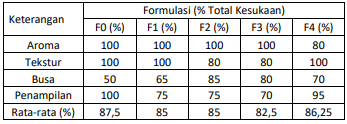 Keterangan Formulasi (% Total Kesukaan)
F0 (%) F1 (%) F2 (%) F3 (%) F4 (%)
Aroma 100 100 100 100 80
Tekstur 100 100 80 80 100
Busa 50 65 85 80 70
Penampilan 100 75 75 70 95
Rata-rata (%) 87,5 85 85 82,5 86,25